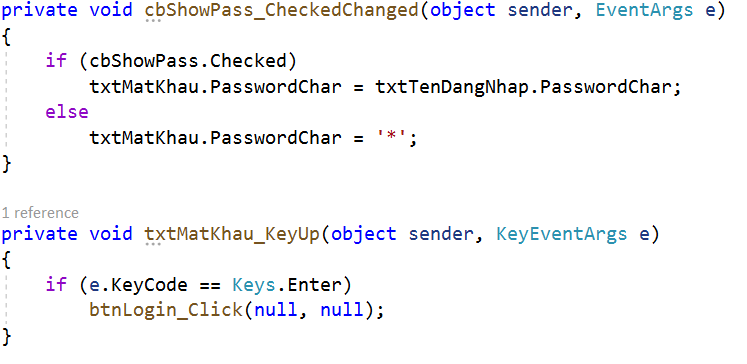 private void cbShowPass_CheckedChanged(object sender, EventArgs e)
{
    if (cbShowPass.Checked)
        txtMatKhau.PasswordChar = txtTenDangNhap.PasswordChar;
    else
        txtMatKhau.PasswordChar = '*';
}
1 reference
private void txtMatKhau_KeyUp(object sender, KeyEventArgs e)
{
    if (e.KeyCode == Keys.Enter)
        btnLogin_Click(null, null);
}